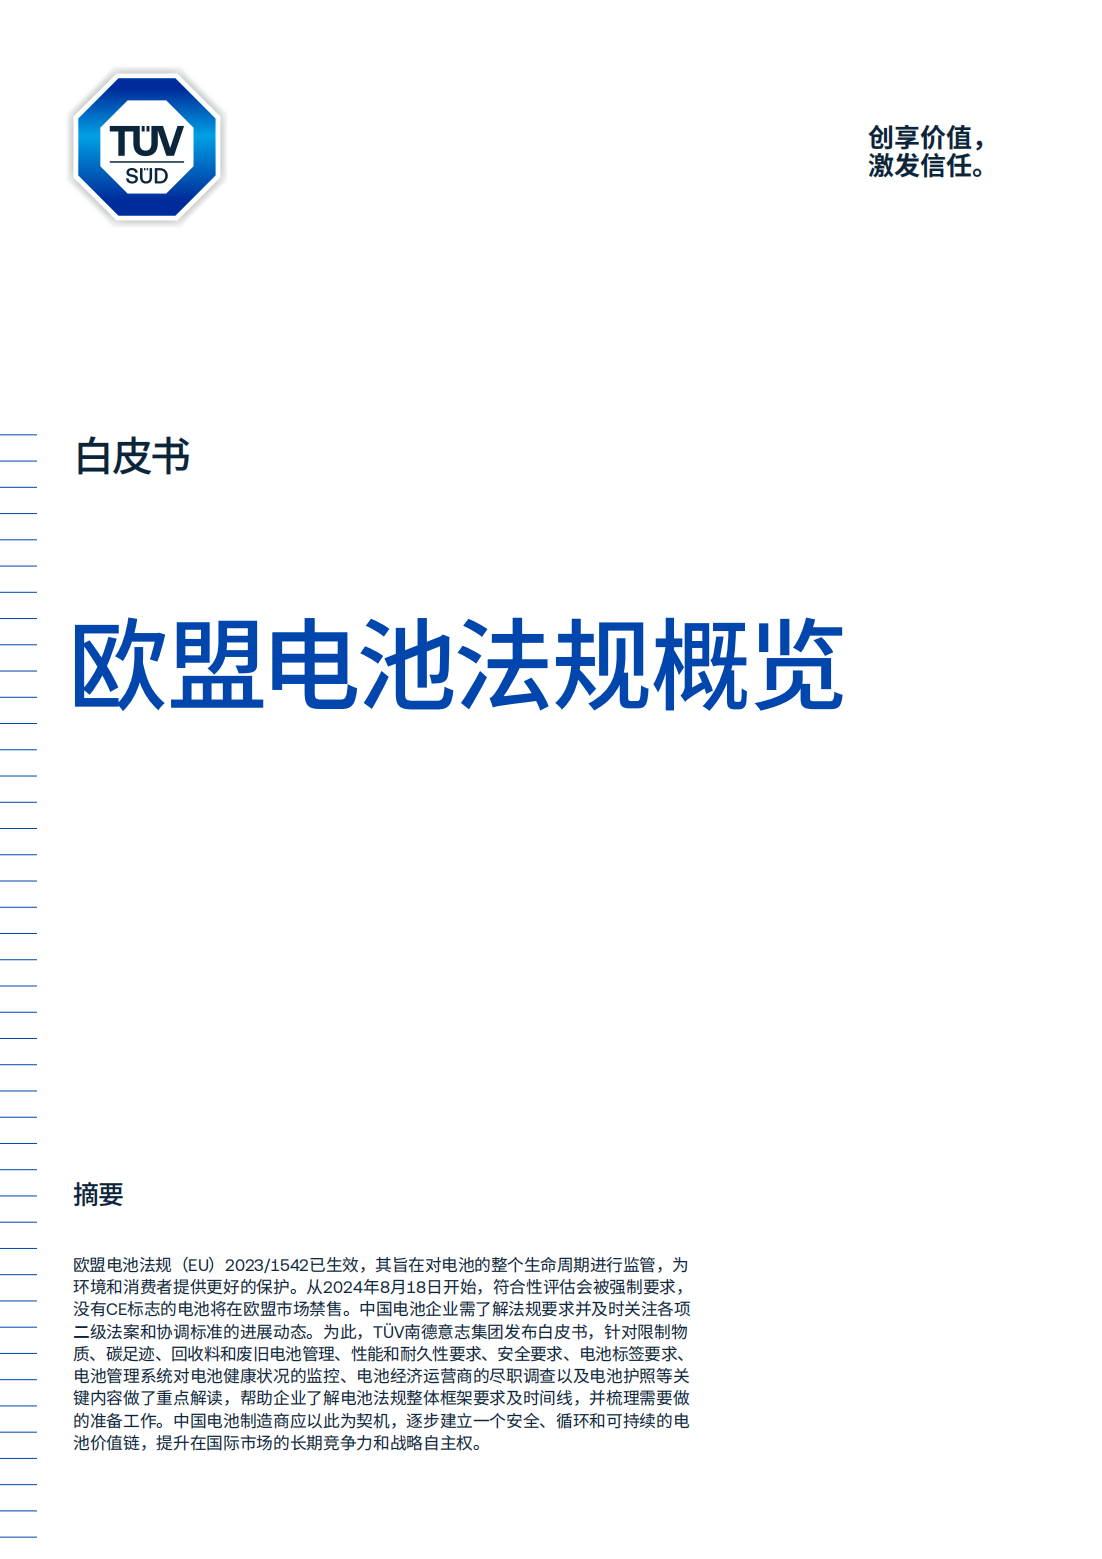 TÜV
SÜD
创享价值，
激发信任。
白皮书
欧盟电池法规概览
摘要
欧盟电池法规（EU）2023/1542已生效，其旨在对电池的整个生命周期进行监管，为
环境和消费者提供更好的保护。从2024年8月18日开始，符合性评估会被强制要求，
没有CE标志的电池将在欧盟市场禁售。中国电池企业需了解法规要求并及时关注各项
二级法案和协调标准的进展动态。为此，TÜV南德意志集团发布白皮书，针对限制物
质、碳足迹、回收料和废旧电池管理、性能和耐久性要求、安全要求、电池标签要求、
电池管理系统对电池健康状况的监控、电池经济运营商的尽职调查以及电池护照等关
键内容做了重点解读，帮助企业了解电池法规整体框架要求及时间线，并梳理需要做
的准备工作。中国电池制造商应以此为契机，逐步建立一个安全、循环和可持续的电
池价值链，提升在国际市场的长期竞争力和战略自主权。